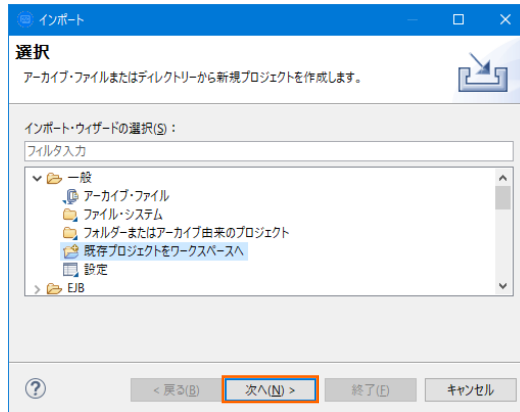 インポート
選択
アーカイブ・ファイルまたはディレクトリーから新規プロジェクトを作成します。
インポート・ウィザードの選択(S)：
フィルタ入力
一般
アーカイブ・ファイル
ファイル・システム
フォルダーまたはアーカイブ由来のプロジェクト
既存プロジェクトをワークスペースへ
設定
EJB
< 戻る(B) 次へ(N) > 終了(F) キャンセル